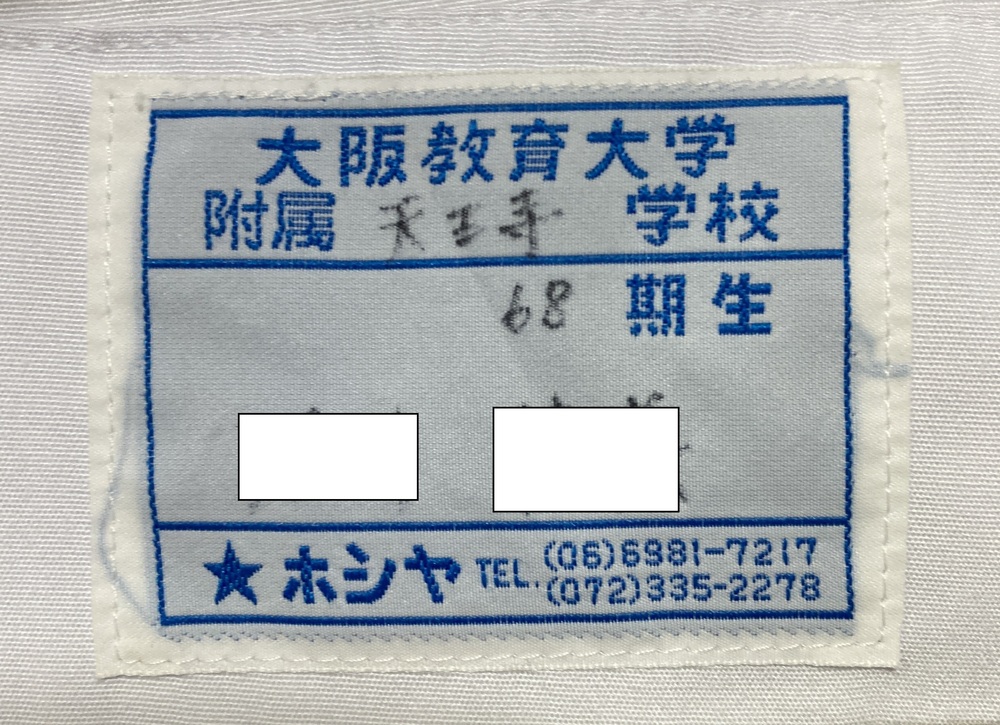 大阪教育大学
附属 天王寺 学校
68 期生
★ホシヤ TEL. (06)6981-7217
(072)335-2278